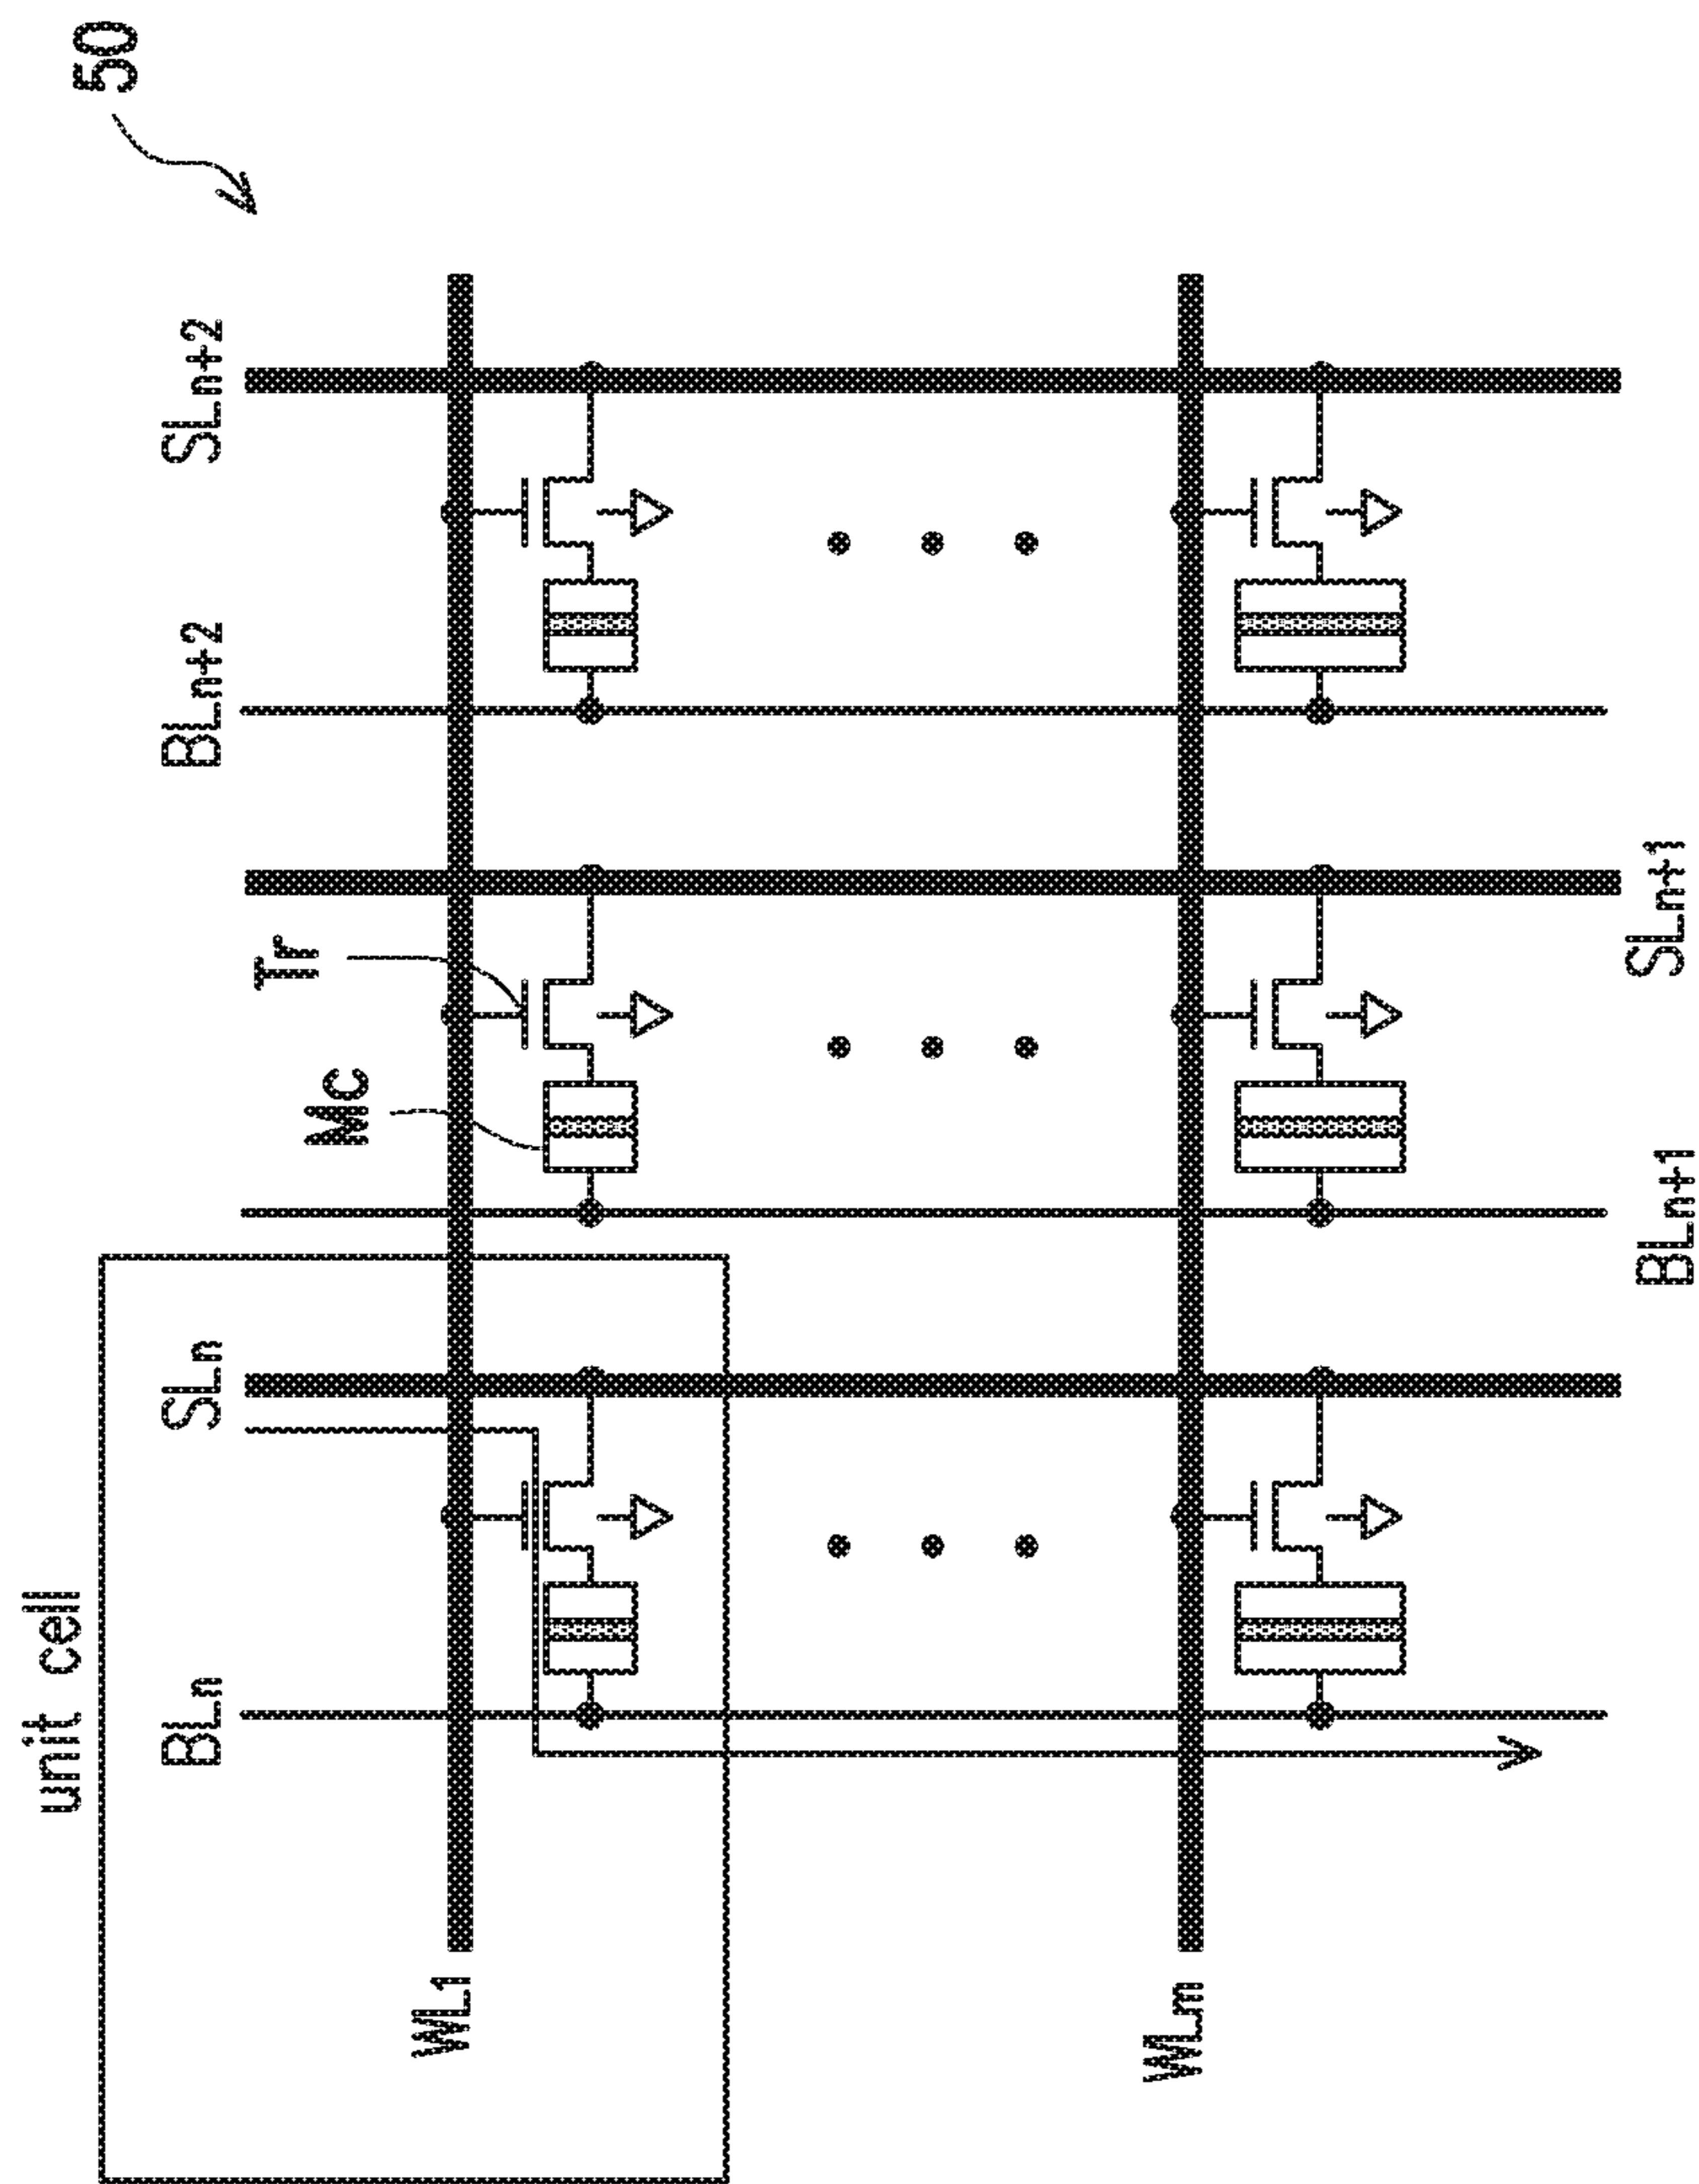 50
unit cell
BLn
SLn
BLn+2
SLn+2
Tr
Mc
WL1
WLm
BLn+1
SLn+1